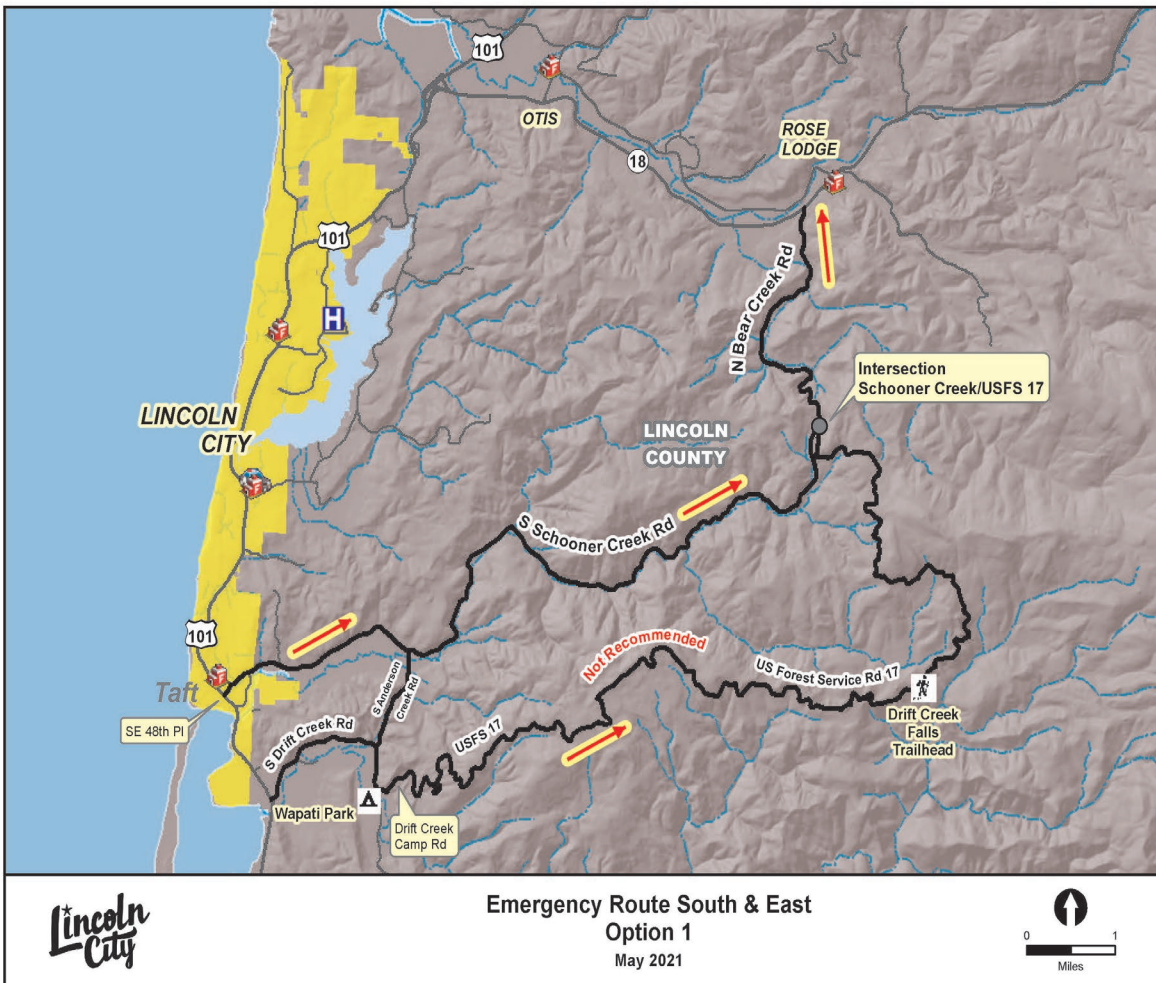 101
OTIS
ROSE
LODGE
18
101
H
N Bear Creek Rd
Intersection
Schooner Creek/USFS 17
LINCOLN
CITY
LINCOLN
COUNTY
F
F
F
F
F
S Schooner Creek Rd
101
Not Recommended
US Forest Service Rd 17
Taft
S Anderson
Creek Rd
SE 48th Pl
S Drift Creek Rd
USFS 17
Drift Creek
Falls
Trailhead
Wapati Park
Drift Creek
Camp Rd
Lincoln
City
Emergency Route South & East
Option 1
May 2021
0 1
Miles